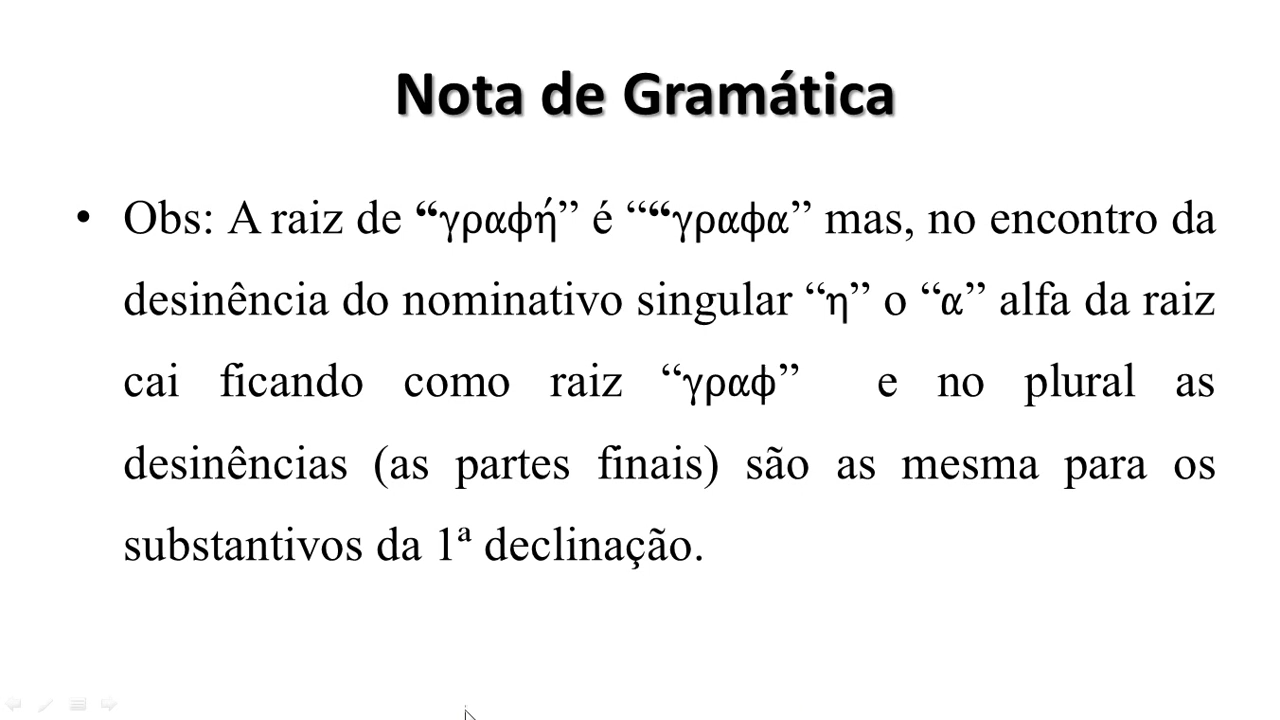 Nota de Gramática
• Obs: A raiz de “γραφή” é ““γραφα” mas, no encontro da
desinência do nominativo singular “η” o “α” alfa da raiz
cai ficando como raiz “γραφ” e no plural as
desinências (as partes finais) são as mesma para os
substantivos da 1ª declinação.